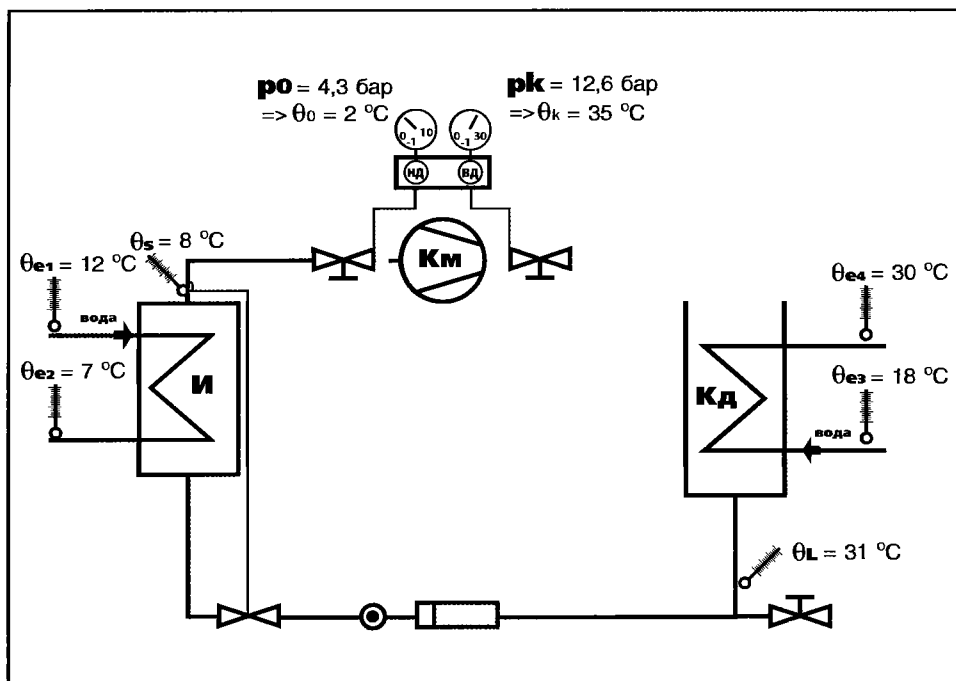 p0 = 4,3 бар
=> θ0 = 2 °C
pk = 12,6 бар
=> θk = 35 °C
0 -1 10
0 -1 30
НД
ВД
θs = 8 °C
Км
θe1 = 12 °C
вода
θe2 = 7 °C
И
θe4 = 30 °C
θe3 = 18 °C
Кд
вода
θL = 31 °C